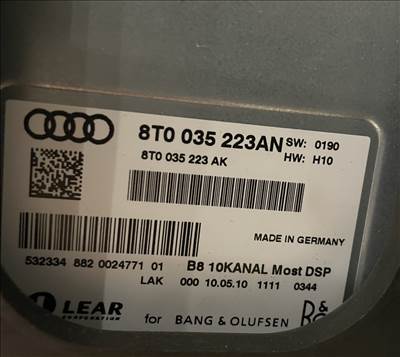 8T0 035 223AN SW: 0190
8T0 035 223 AK HW: H10
MADE IN GERMANY
532334 882 0024771 01 B8 10KANAL Most DSP
LAK 000 10.05.10 1111 0344
LEAR
CORPORATION
for BANG & OLUFSEN B&